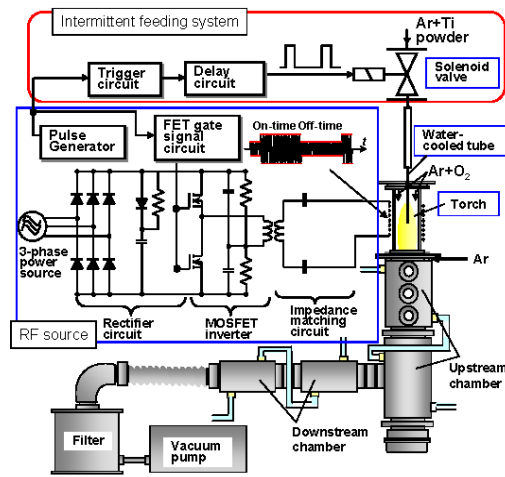 Intermittent feeding system
Ar+Ti
powder
Trigger
circuit
Delay
circuit
Solenoid
valve
Pulse
Generator
FET gate
signal
circuit
On-time Off-time
t
Water-
cooled tube
Ar+O2
Torch
3-phase
power
source
Ar
Rectifier
circuit
MOSFET
inverter
Impedance
matching
circuit
RF source
Upstream
chamber
Downstream
chamber
Filter
Vacuum
pump